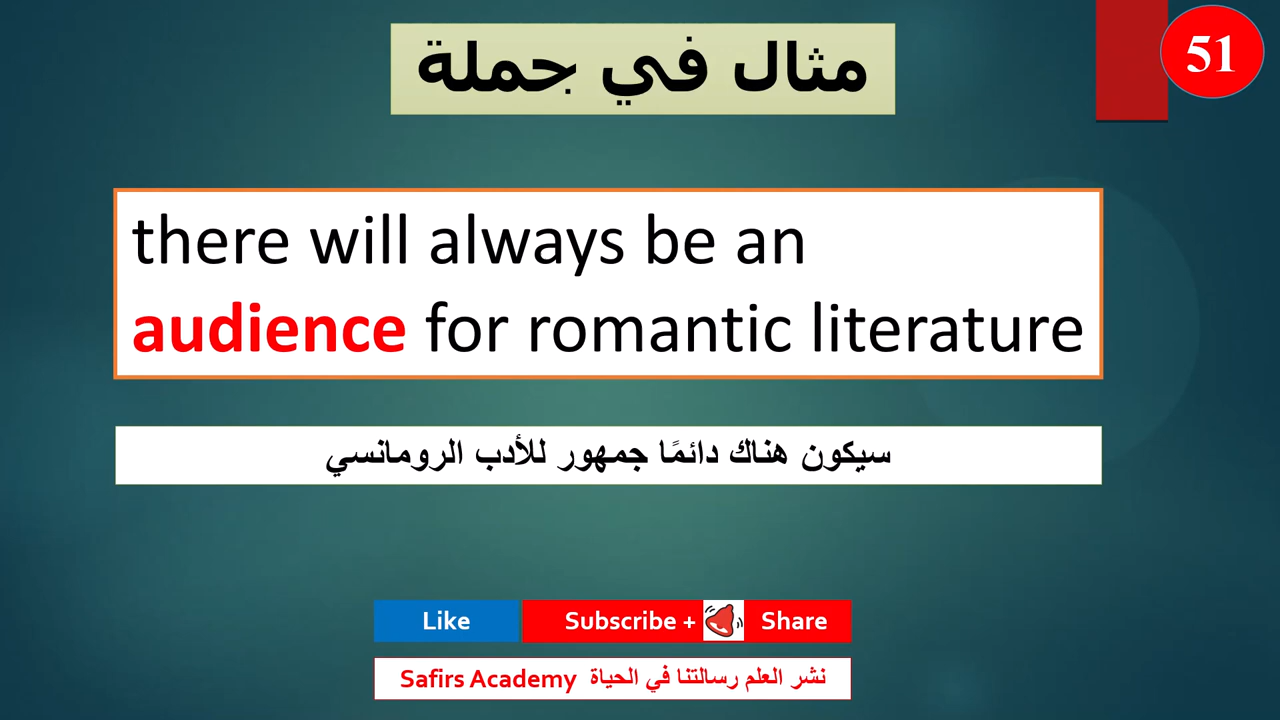 مثال في جملة
51
there will always be an
audience for romantic literature
سيكون هناك دائمًا جمهور للأدب الرومانسي
Like Subscribe + Share
Safirs Academy نشر العلم رسالتنا في الحياة